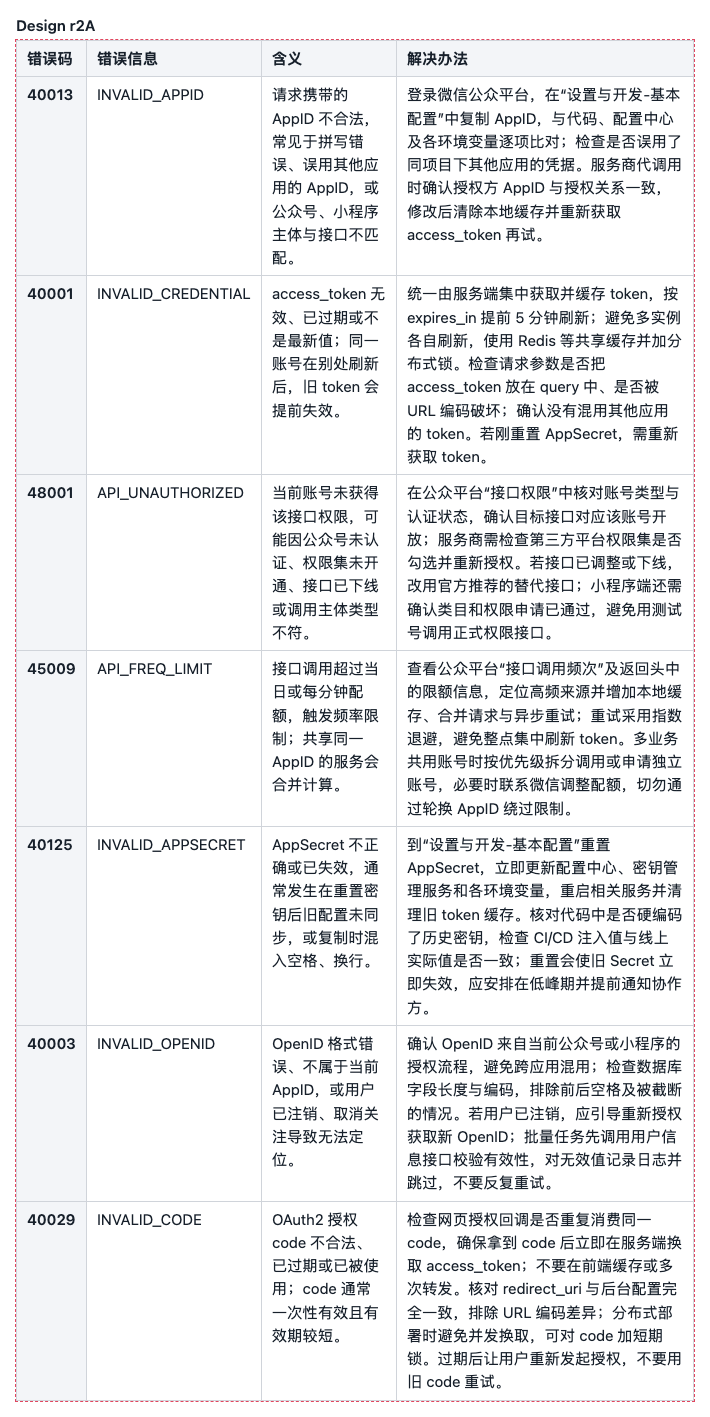 Design r2A
错误码 错误信息 含义 解决办法
40013 INVALID_APPID
请求携带的
AppID 不合法，
常见于拼写错
误、误用其他应
用的 AppID，或
公众号、小程序
主体与接口不匹
配。
登录微信公众平台，在“设置与开发-基本
配置”中复制 AppID，与代码、配置中心
及各环境变量逐项比对；检查是否误用了
同项目下其他应用的凭据。服务商代调用
时确认授权方 AppID 与授权关系一致，
修改后清除本地缓存并重新获取
access_token 再试。
40001 INVALID_CREDENTIAL
access_token 无
效、已过期或不
是最新值；同一
账号在别处刷新
后，旧 token 会
提前失效。
统一由服务端集中获取并缓存 token，按
expires_in 提前 5 分钟刷新；避免多实例
各自刷新，使用 Redis 等共享缓存并加分
布式锁。检查请求参数是否把
access_token 放在 query 中、是否被
URL 编码破坏；确认没有混用其他应用
的 token。若刚重置 AppSecret，需重新
获取 token。
48001 API_UNAUTHORIZED
当前账号未获得
该接口权限，可
能因公众号未认
证、权限集未开
通、接口已下线
或调用主体类型
不符。
在公众平台“接口权限”中核对账号类型与
认证状态，确认目标接口对应该账号开
放；服务商需检查第三方平台权限集是否
勾选并重新授权。若接口已调整或下线，
改用官方推荐的替代接口；小程序端还需
确认类目和权限申请已通过，避免用测试
号调用正式权限接口。
45009 API_FREQ_LIMIT
接口调用超过当
日或每分钟配
额，触发频率限
制；共享同一
AppID 的服务会
合并计算。
查看公众平台“接口调用频次”及返回头中
的限额信息，定位高频来源并增加本地缓
存、合并请求与异步重试；重试采用指数
退避，避免整点集中刷新 token。多业务
共用账号时按优先级拆分调用或申请独立
账号，必要时联系微信调整配额，切勿通
过轮换 AppID 绕过限制。
40125 INVALID_APPSECRET
AppSecret 不正
确或已失效，通
常发生在重置密
钥后旧配置未同
步，或复制时混
入空格、换行。
到“设置与开发-基本配置”重置
AppSecret，立即更新配置中心、密钥管
理服务和各环境变量，重启相关服务并清
理旧 token 缓存。核对代码中是否硬编码
了历史密钥，检查 CI/CD 注入值与线上
实际值是否一致；重置会使旧 Secret 立
即失效，应安排在低峰期并提前通知协作
方。
40003 INVALID_OPENID
OpenID 格式错
误、不属于当前
AppID，或用户
已注销、取消关
注导致无法定
位。
确认 OpenID 来自当前公众号或小程序的
授权流程，避免跨应用混用；检查数据库
字段长度与编码，排除前后空格及被截断
的情况。若用户已注销，应引导重新授权
获取新 OpenID；批量任务先调用用户信
息接口校验有效性，对无效值记录日志并
跳过，不要反复重试。
40029 INVALID_CODE
OAuth2 授权
code 不合法、
已过期或已被使
用；code 通常
一次性有效且有
效期较短。
检查网页授权回调是否重复消费同一
code，确保拿到 code 后立即在服务端换
取 access_token；不要在前端缓存或多
次转发。核对 redirect_uri 与后台配置完
全一致，排除 URL 编码差异；分布式部
署时避免并发换取，可对 code 加短期
锁。过期后让用户重新发起授权，不要用
旧 code 重试。